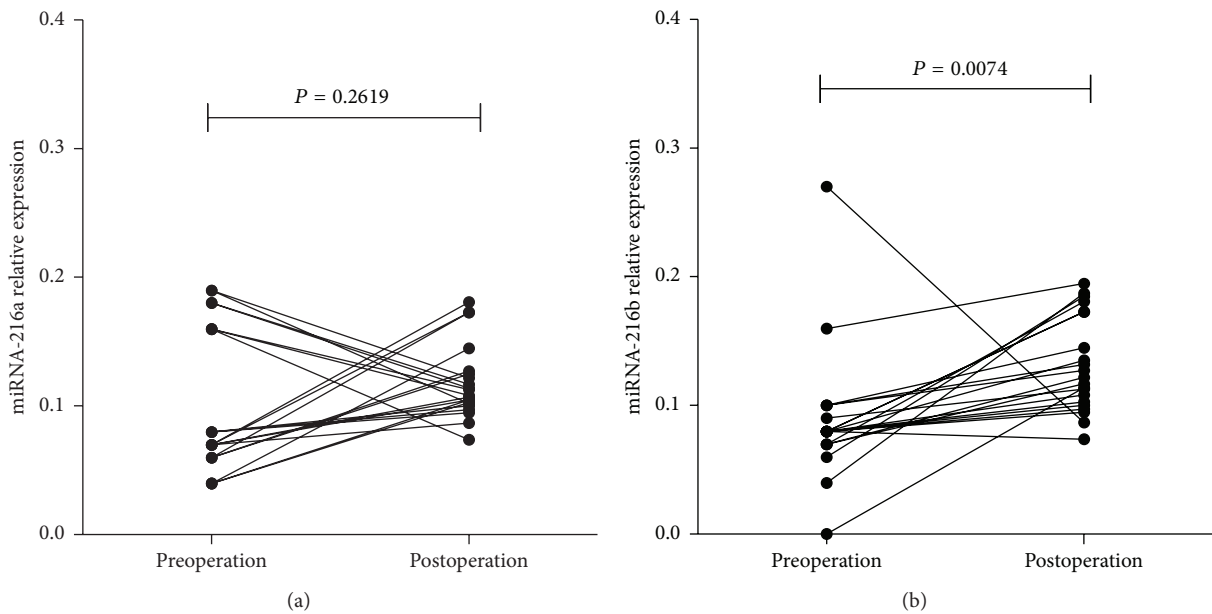 0.4
0.3
0.2
0.1
0.0
miRNA-216a relative expression
P = 0.2619
Preoperation
Postoperation
(a)
0.4
0.3
0.2
0.1
0.0
miRNA-216b relative expression
P = 0.0074
Preoperation
Postoperation
(b)